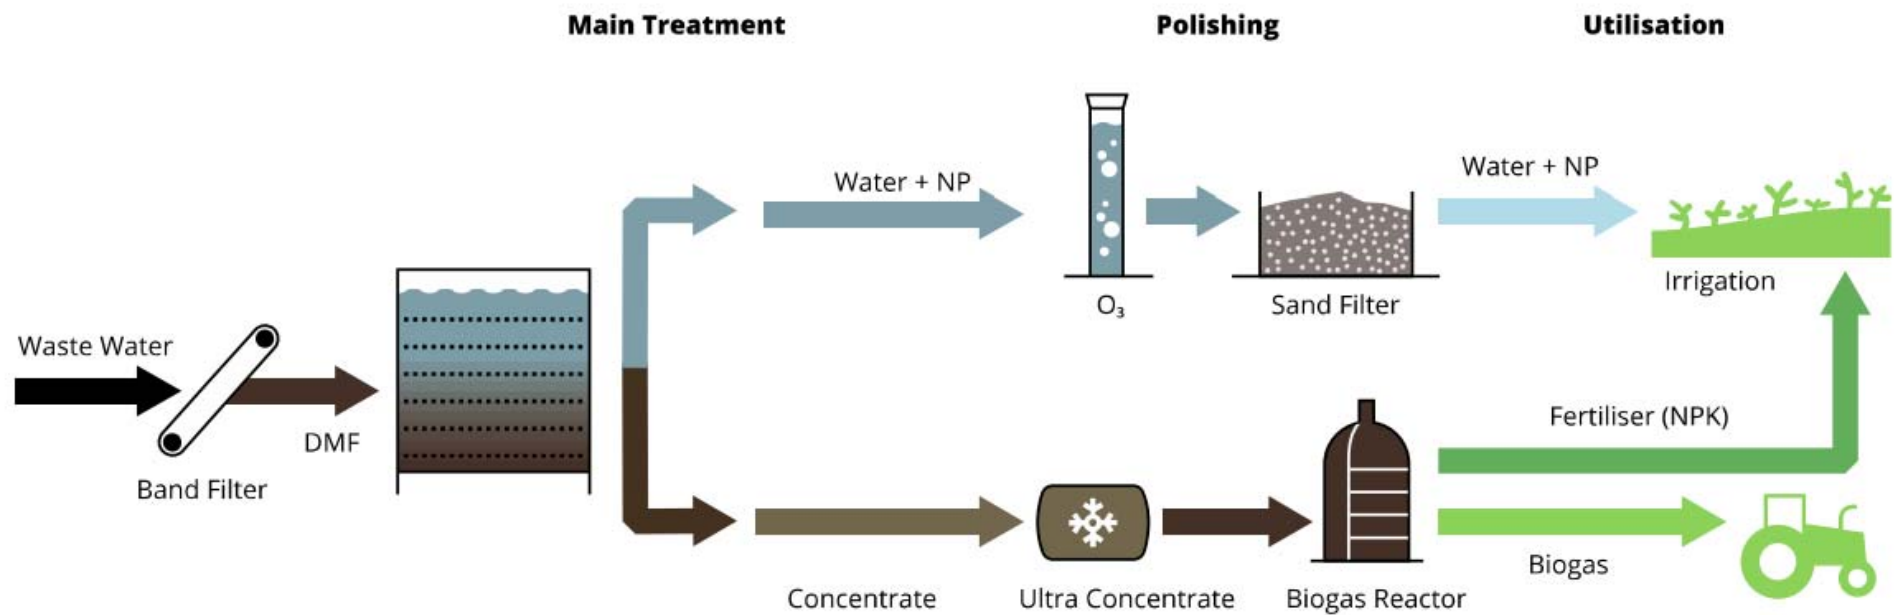 Main Treatment
Polishing
Utilisation
Water + NP
Water + NP
Irrigation
O₃
Sand Filter
Waste Water
DMF
Band Filter
Fertiliser (NPK)
Biogas
Concentrate
Ultra Concentrate
Biogas Reactor